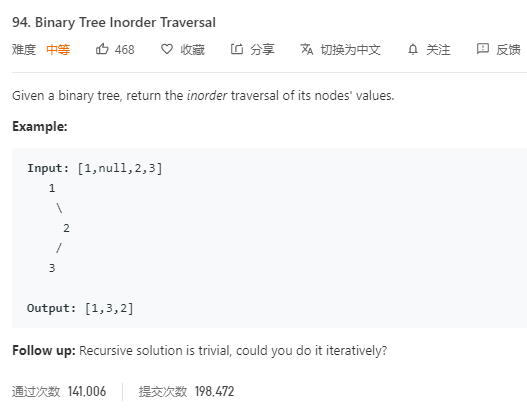 94. Binary Tree Inorder Traversal
难度 中等 468 收藏 分享 切换为中文 关注 反馈
Given a binary tree, return the inorder traversal of its nodes' values.
Example:
Input: [1,null,2,3]
1
\
2
/
3
Output: [1,3,2]
Follow up: Recursive solution is trivial, could you do it iteratively?
通过次数 141,006 提交次数 198,472